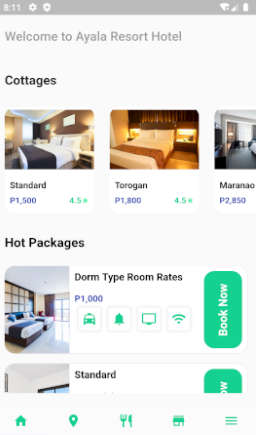 8:11
Welcome to Ayala Resort Hotel
Cottages
Standard
P1,500 4.5
Torogan
P1,800 4.5
Maranao
P2,850
Hot Packages
Dorm Type Room Rates
P1,000
Book Now
Standard